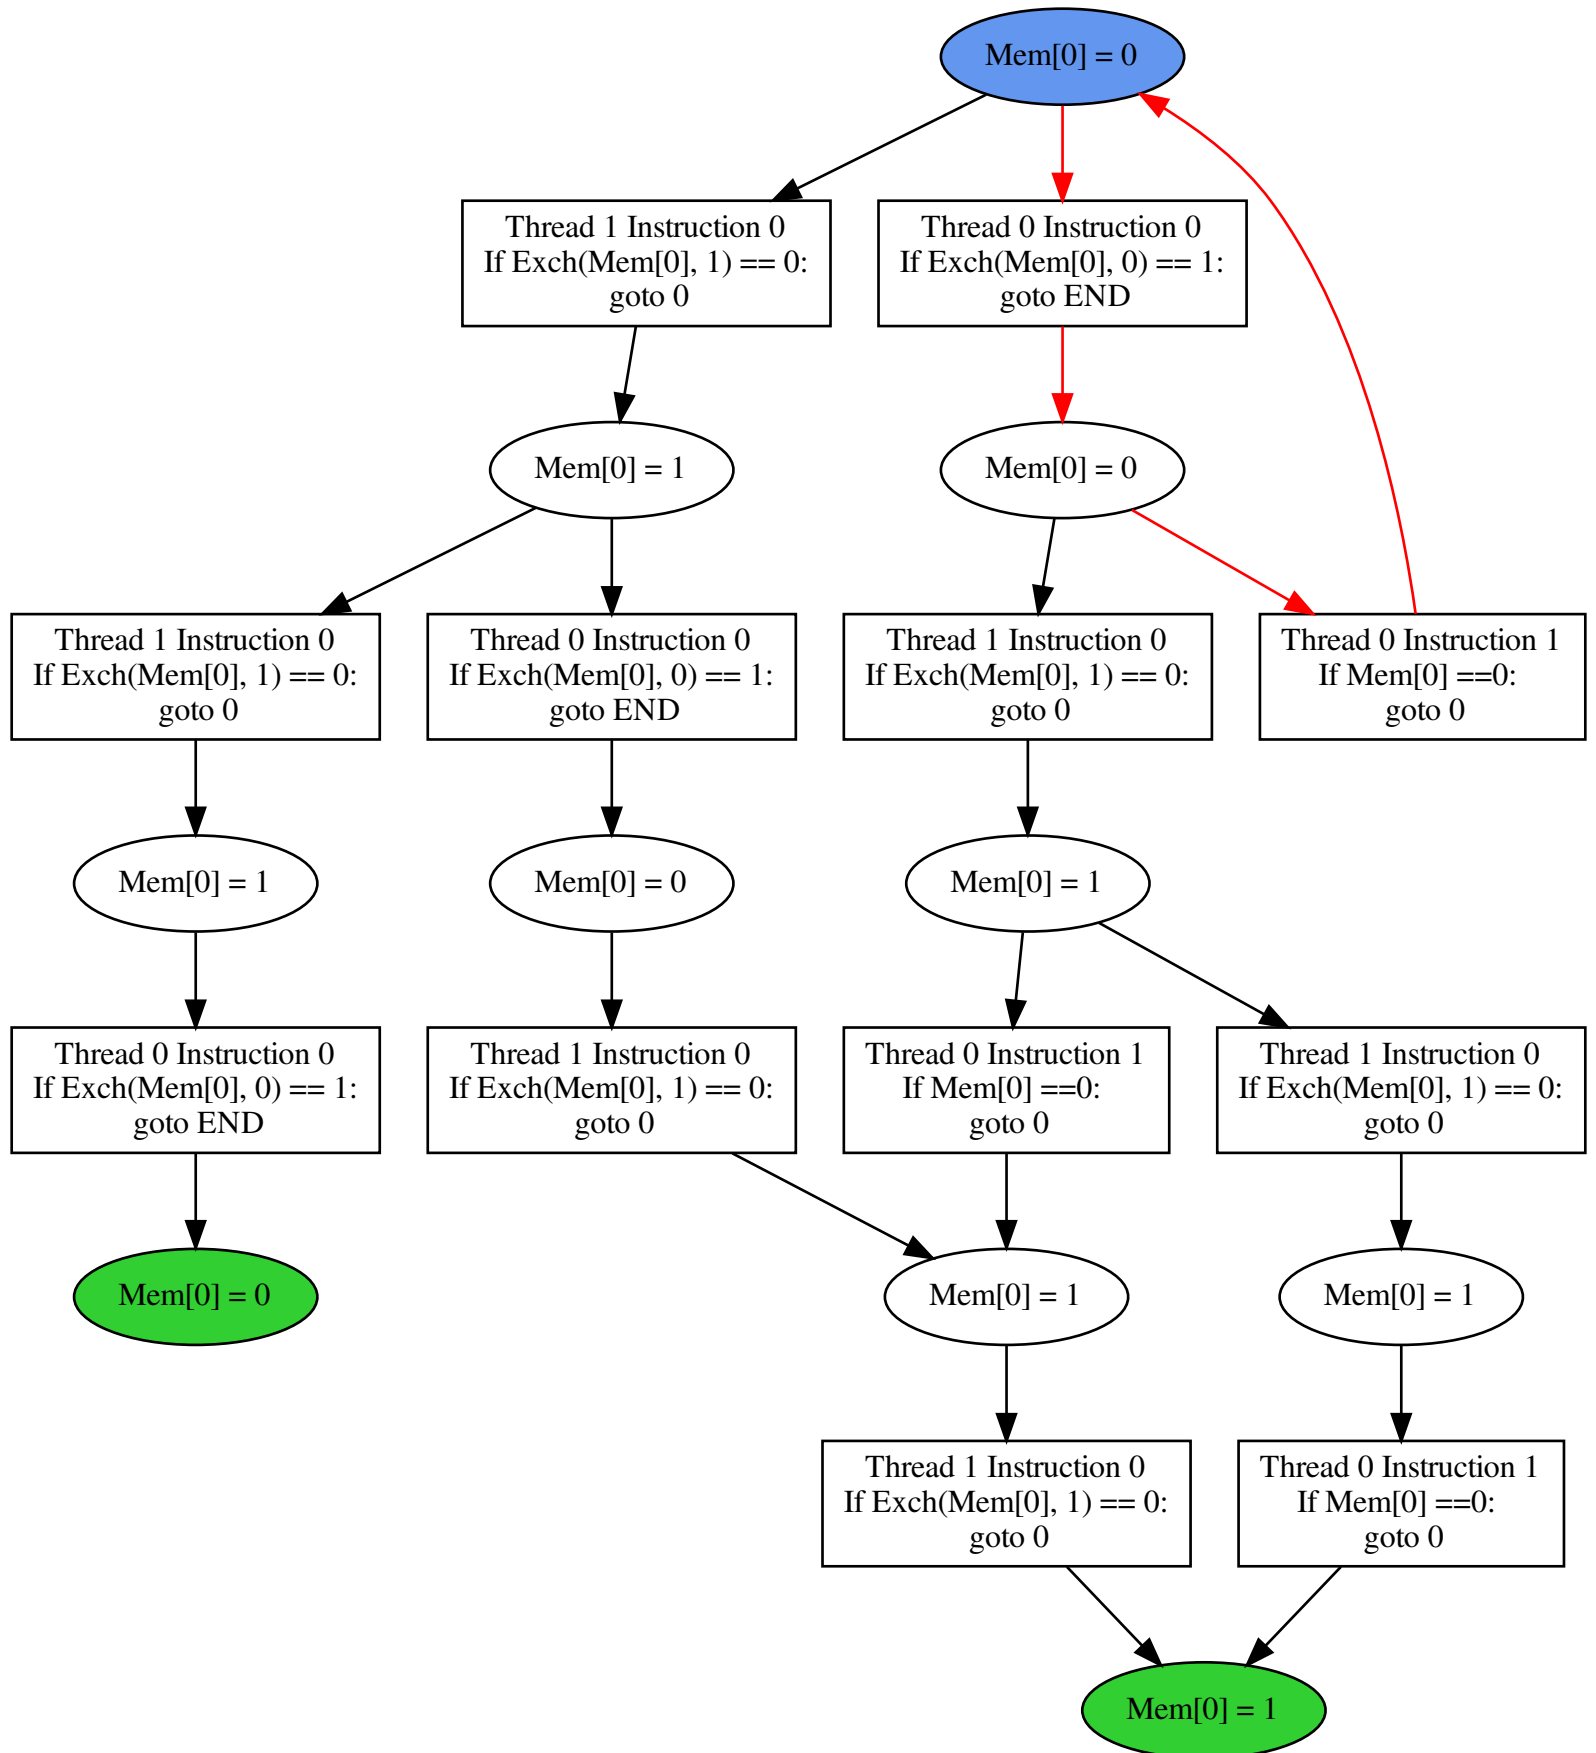 Mem[0] = 0
Thread 1 Instruction 0
If Exch(Mem[0], 1) == 0:
goto 0
Thread 0 Instruction 0
If Exch(Mem[0], 0) == 1:
goto END
Mem[0] = 1
Mem[0] = 0
Thread 1 Instruction 0
If Exch(Mem[0], 1) == 0:
goto 0
Thread 0 Instruction 0
If Exch(Mem[0], 0) == 1:
goto END
Thread 1 Instruction 0
If Exch(Mem[0], 1) == 0:
goto 0
Thread 0 Instruction 1
If Mem[0] ==0:
goto 0
Mem[0] = 1
Mem[0] = 0
Mem[0] = 1
Thread 0 Instruction 0
If Exch(Mem[0], 0) == 1:
goto END
Thread 1 Instruction 0
If Exch(Mem[0], 1) == 0:
goto 0
Thread 0 Instruction 1
If Mem[0] ==0:
goto 0
Thread 1 Instruction 0
If Exch(Mem[0], 1) == 0:
goto 0
Mem[0] = 0
Mem[0] = 1
Mem[0] = 1
Thread 1 Instruction 0
If Exch(Mem[0], 1) == 0:
goto 0
Thread 0 Instruction 1
If Mem[0] ==0:
goto 0
Mem[0] = 1